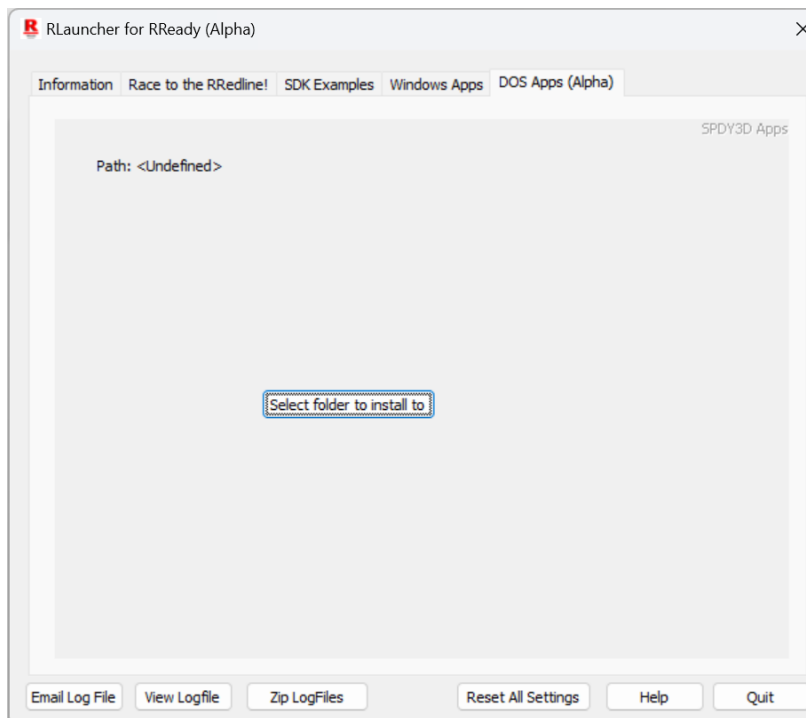 R RLauncher for RReady (Alpha)
Information Race to the RRedline! SDK Examples Windows Apps DOS Apps (Alpha)
SPDY3D Apps
Path: <Undefined>
Select folder to install to
Email Log File View Logfile Zip LogFiles Reset All Settings Help Quit